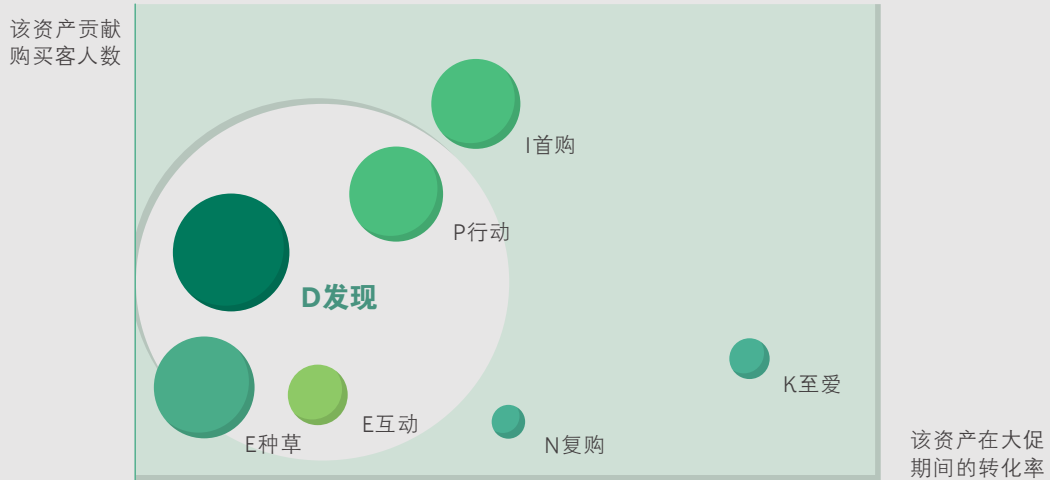 该资产贡献
购买客人数
I首购
P行动
D发现
K至爱
E互动
E种草
N复购
该资产在大促
期间的转化率